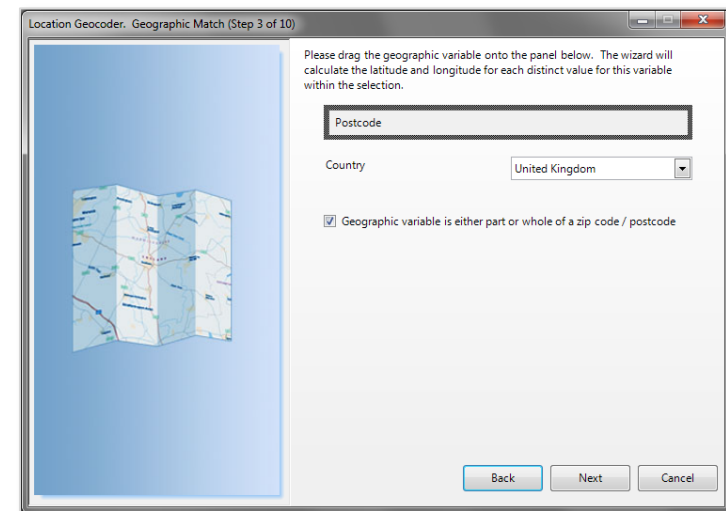 Location Geocoder. Geographic Match (Step 3 of 10)
Please drag the geographic variable onto the panel below. The wizard will
calculate the latitude and longitude for each distinct value for this variable
within the selection.
Postcode
Country
United Kingdom
Geographic variable is either part or whole of a zip code / postcode
Back
Next
Cancel